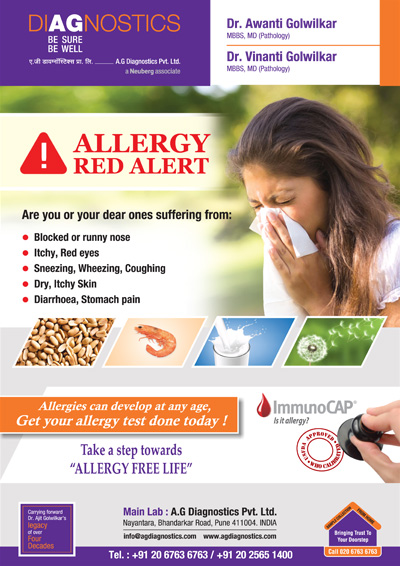 DIAGNOSTICS
BE SURE
BE WELL
ए.जी डायग्नॉस्टिक्स प्रा. लि. A.G Diagnostics Pvt. Ltd.
a Neuberg associate
Dr. Awanti Golwilkar
MBBS, MD (Pathology)
Dr. Vinanti Golwilkar
MBBS, MD (Pathology)
ALLERGY
RED ALERT
Are you or your dear ones suffering from:
Blocked or runny nose
Itchy, Red eyes
Sneezing, Wheezing, Coughing
Dry, Itchy Skin
Diarrhoea, Stomach pain
Allergies can develop at any age,
Get your allergy test done today !
ImmunoCAP®
Is it allergy?
Take a step towards
“ALLERGY FREE LIFE”
Carrying forward
Dr. Ajit Golwilkar's
legacy
of over
Four
Decades
Main Lab : A.G Diagnostics Pvt. Ltd.
Nayantara, Bhandarkar Road, Pune 411004. INDIA
info@agdiagnostics.com www.agdiagnostics.com
Tel. : +91 20 6763 6763 / +91 20 2565 1400
Bringing Trust To
Your Doorstep
Call 020 6763 6763